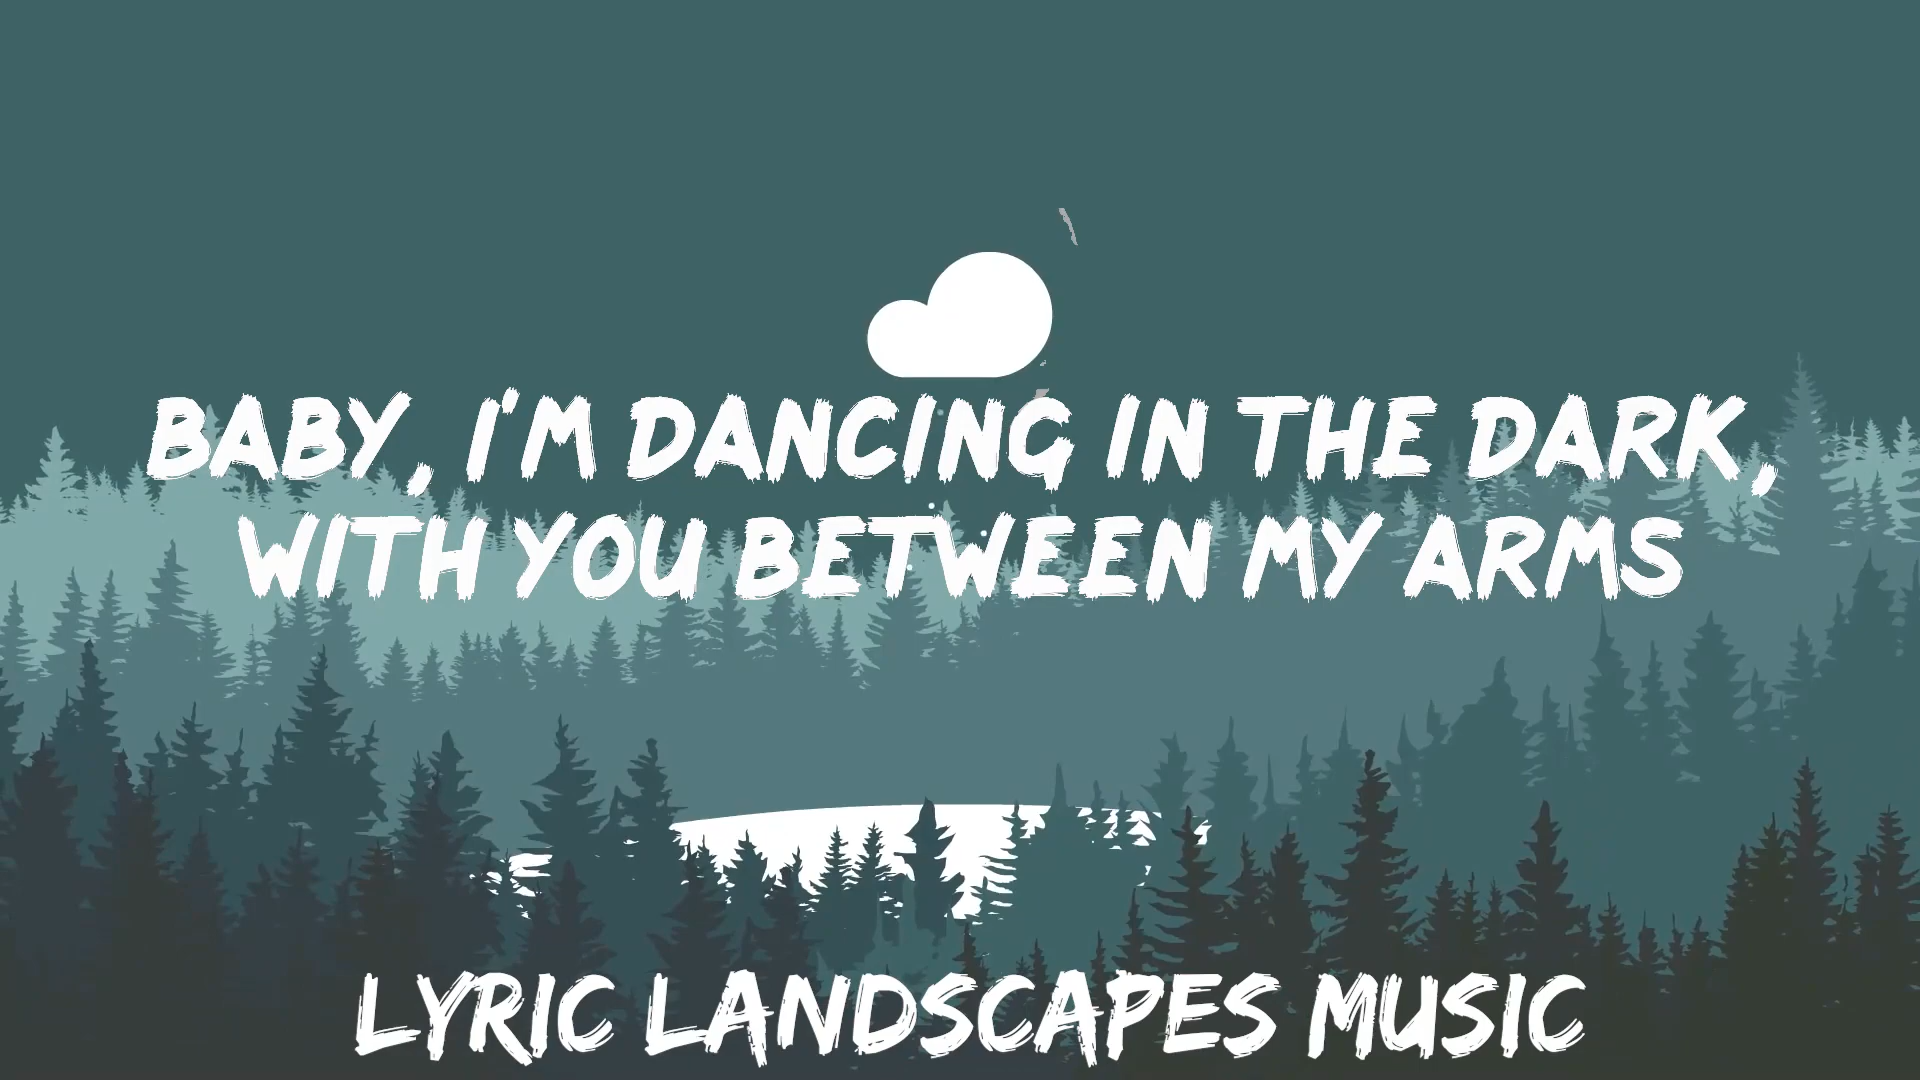 BABY, I'M DANCING IN THE DARK,
WITH YOU BETWEEN MY ARMS
LYRIC LANDSCAPES MUSIC